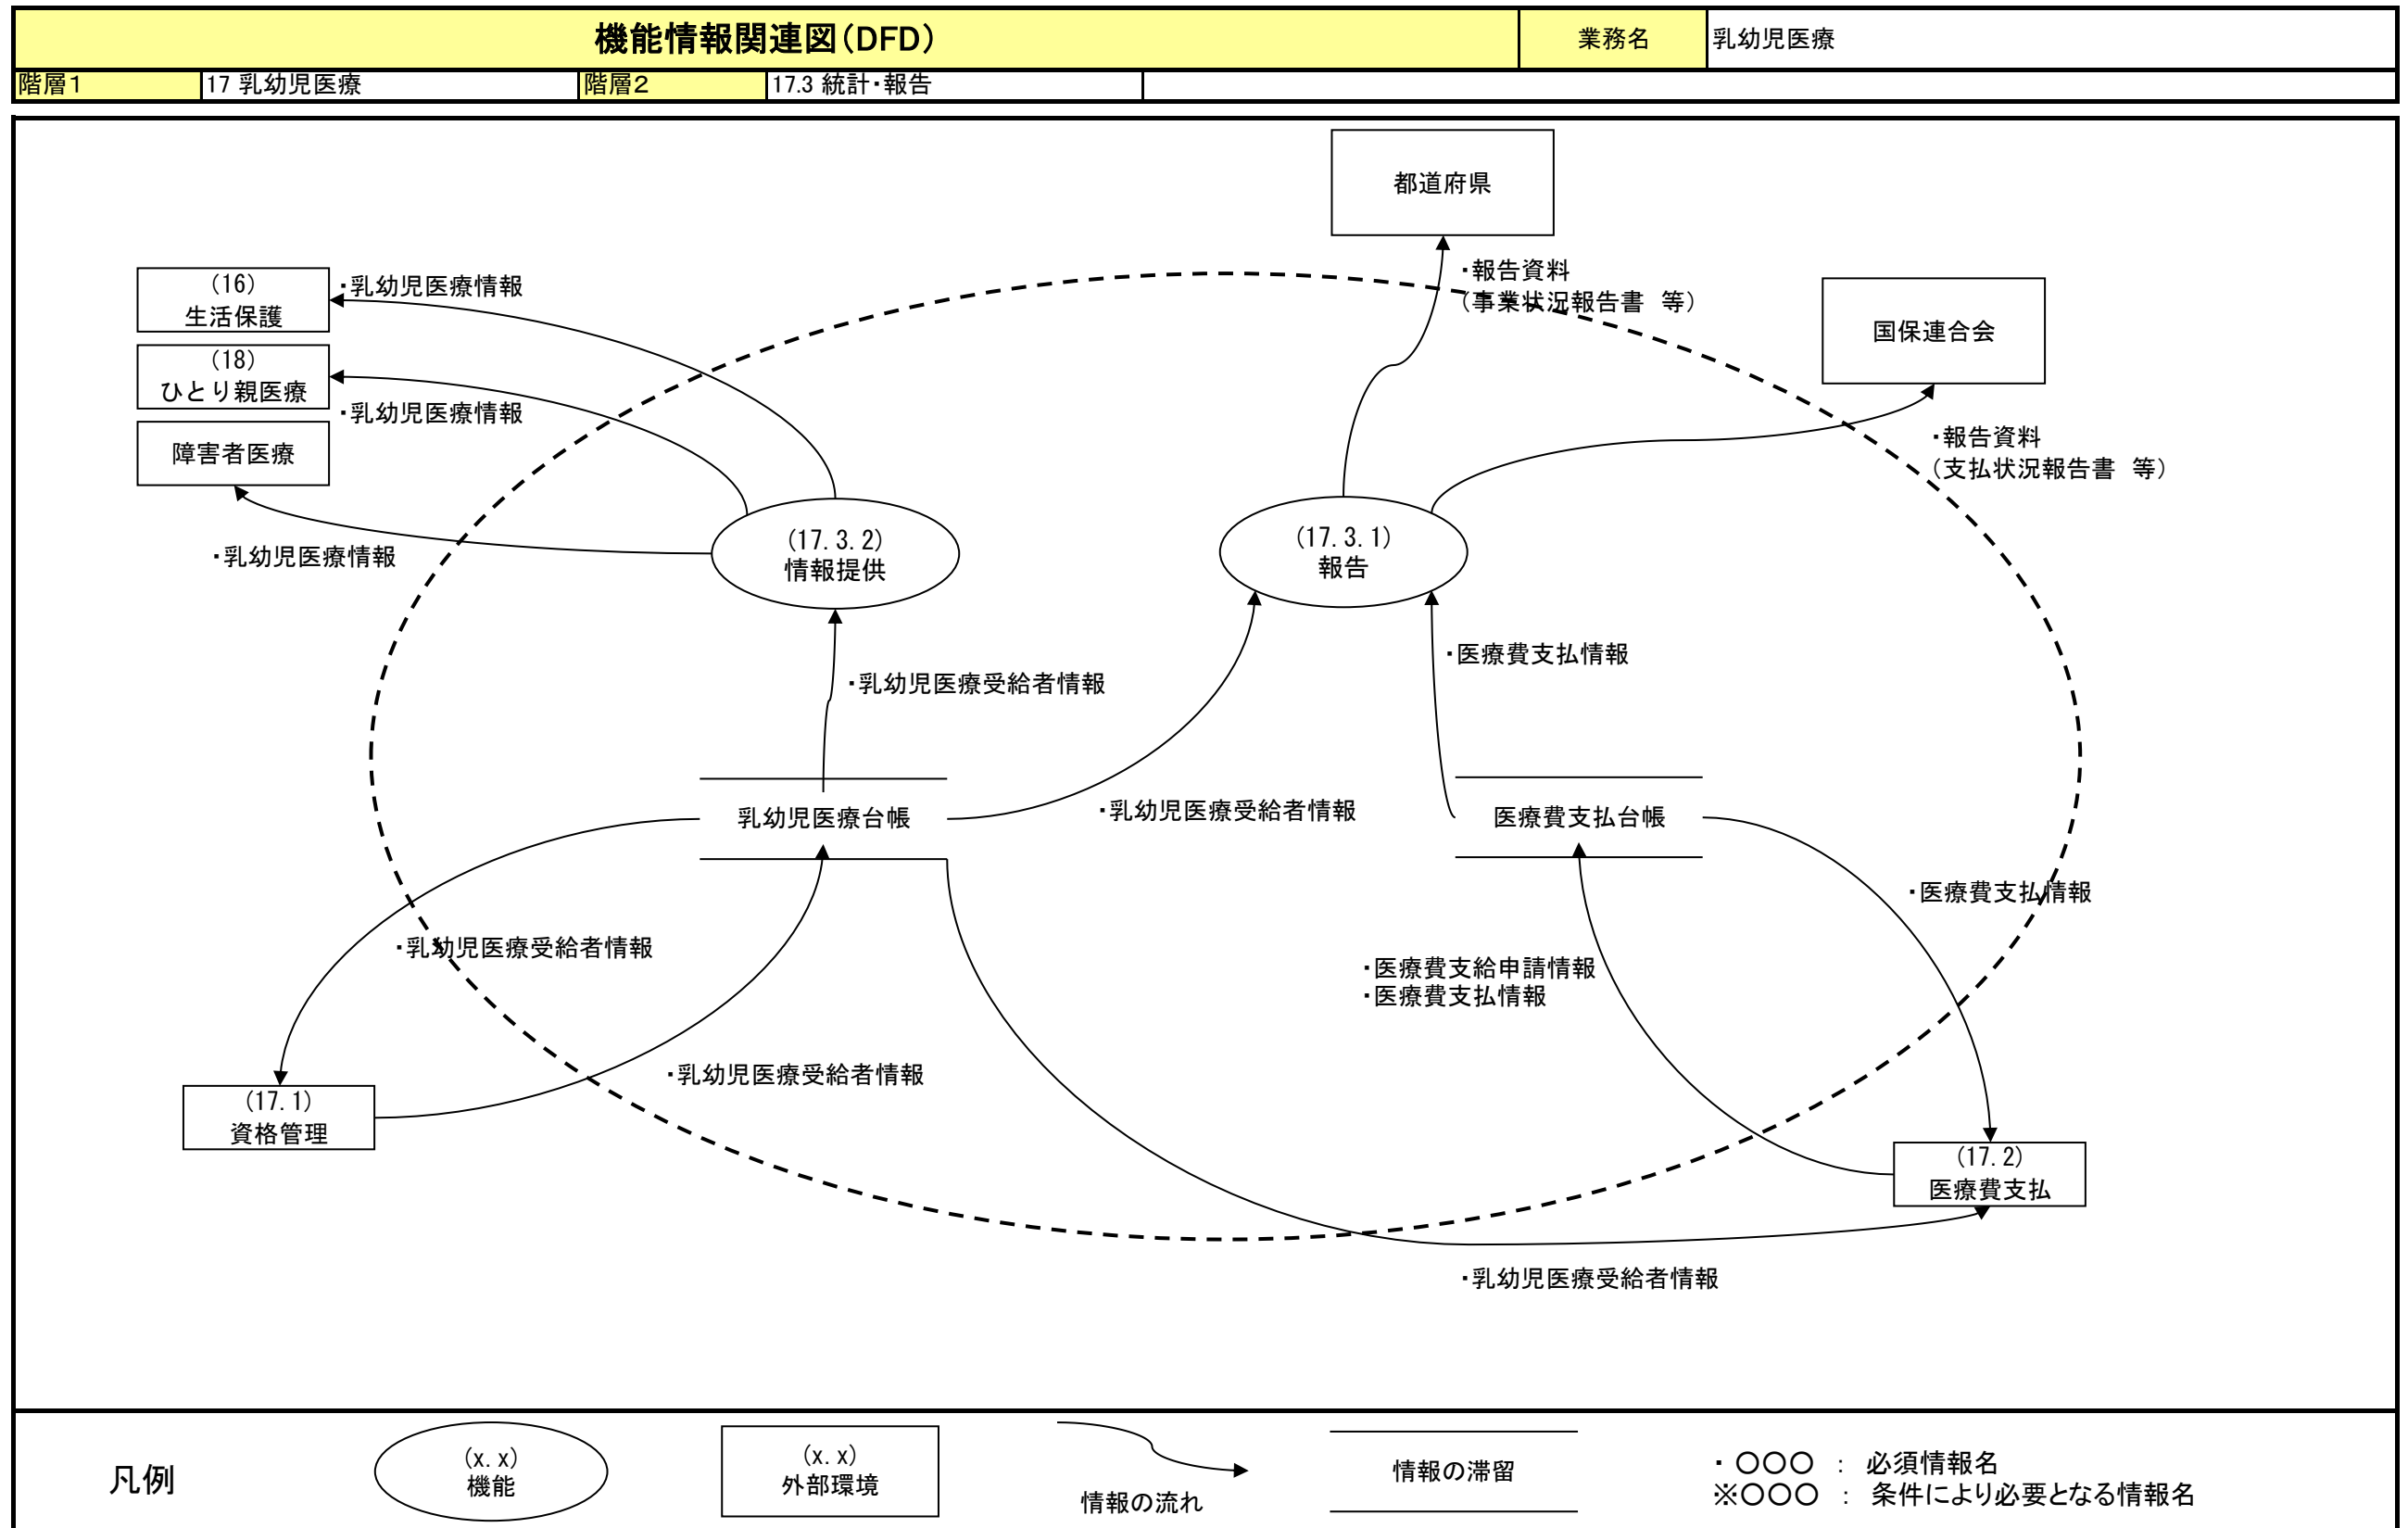 機能情報関連図（DFD）
業務名
乳幼児医療
階層１
17 乳幼児医療
階層２
17.3 統計・報告
都道府県
・報告資料
（事業状況報告書　等）
国保連合会
・報告資料
（支払状況報告書　等）
（16）
生活保護
・乳幼児医療情報
（18）
ひとり親医療
・乳幼児医療情報
障害者医療
・乳幼児医療情報
（17.3.2）
情報提供
（17.3.1）
報告
・乳幼児医療受給者情報
・医療費支払情報
乳幼児医療台帳
・乳幼児医療受給者情報
医療費支払台帳
・医療費支払情報
・乳幼児医療受給者情報
・医療費支給申請情報
・医療費支払情報
・乳幼児医療受給者情報
（17.1）
資格管理
（17.2）
医療費支払
・乳幼児医療受給者情報
凡例
（x.x）
機能
（x.x）
外部環境
情報の流れ
情報の滞留
・ 〇〇〇　：　必須情報名
※〇〇〇　：　条件により必要となる情報名